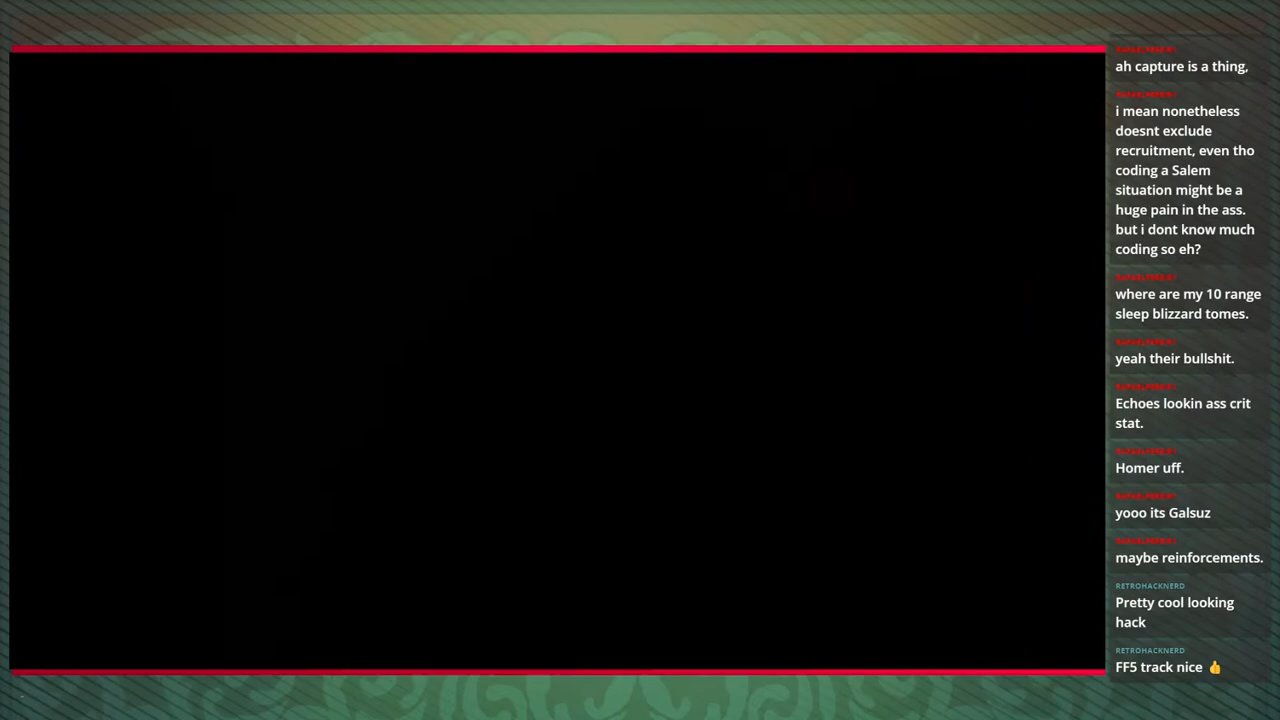 ah capture is a thing,
i mean nonetheless
doesnt exclude
recruitment, even tho
coding a Salem
situation might be a
huge pain in the ass.
but i dont know much
coding so eh?
where are my 10 range
sleep blizzard tomes.
yeah their bullshit.
Echoes lookin ass crit
stat.
Homer uff.
yooo its Galsuz
maybe reinforcements.
RETROHACKNERD
Pretty cool looking
hack
RETROHACKNERD
FF5 track nice 👍